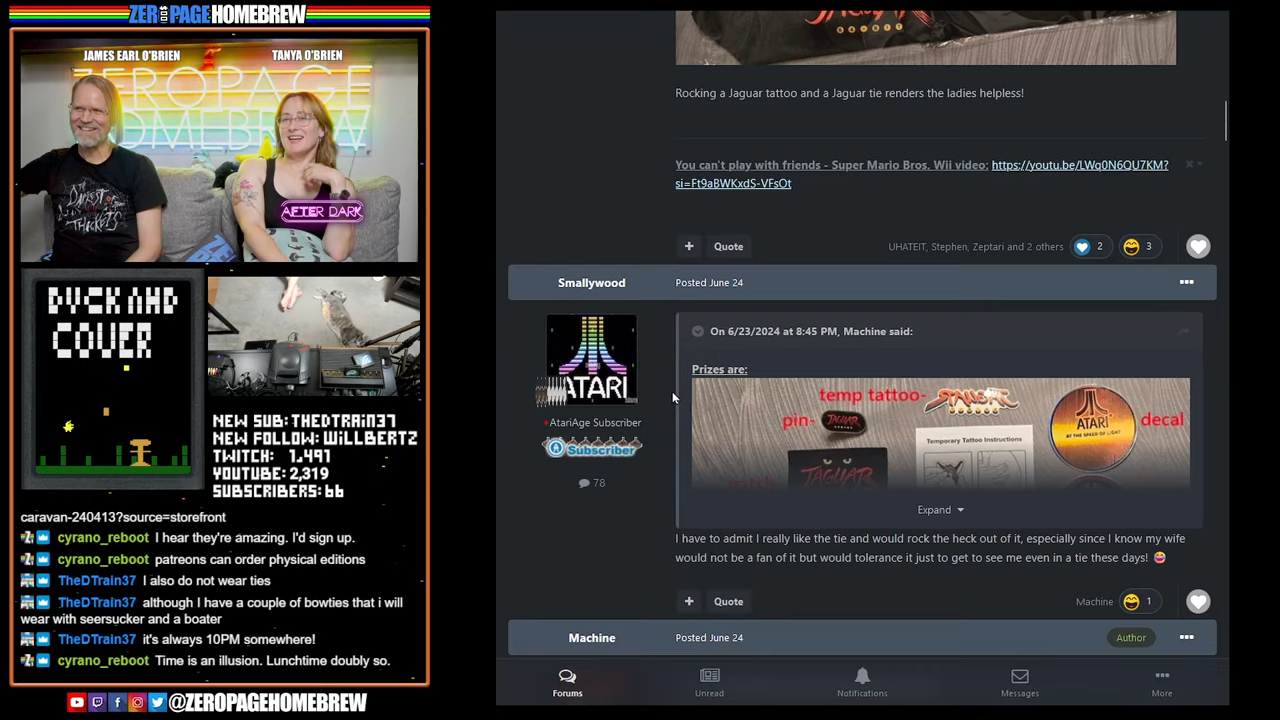 ZERO PAGE HOMEBREW
JAMES EARL O'BRIEN
TANYA O'BRIEN
ZEROPAGE
HOMEBREW
AFTER DARK
DUCK AND
COVER
NEW SUB: THEDTRAIN37
NEW FOLLOW: WILLBERTZ
TWITCH: 1,491
YOUTUBE: 2,319
SUBSCRIBERS: 66
caravan-240413?source=storefront
cyrano_reboot I hear they're amazing. I'd sign up.
cyrano_reboot patreons can order physical editions
TheDTrain37 I also do not wear ties
TheDTrain37 although I have a couple of bowties that i will
wear with seersucker and a boater
TheDTrain37 it's always 10PM somewhere!
cyrano_reboot Time is an illusion. Lunchtime doubly so.
@ZEROPAGEHOMEBREW
JAGUAR
64-BIT
Rocking a Jaguar tattoo and a Jaguar tie renders the ladies helpless!
You can't play with friends - Super Mario Bros. Wii video: https://youtu.be/LWq0N6QU7KM?
si=Ft9aBWKxdS-VFsOt
+ Quote
UHATEIT, Stephen, Zeptari and 2 others 2 3
Smallywood
Posted June 24
ATARI
AtariAge Subscriber
Subscriber
78
On 6/23/2024 at 8:45 PM, Machine said:
Prizes are:
temp tattoo-
pin-
JAGUAR
decal
ATARI
AT THE SPEED OF LIGHT
Temporary Tattoo Instructions
JAGUAR
Expand
I have to admit I really like the tie and would rock the heck out of it, especially since I know my wife
would not be a fan of it but would tolerance it just to get to see me even in a tie these days!
+ Quote
Machine 1
Machine
Posted June 24
Author
Forums
Unread
Notifications
Messages
More